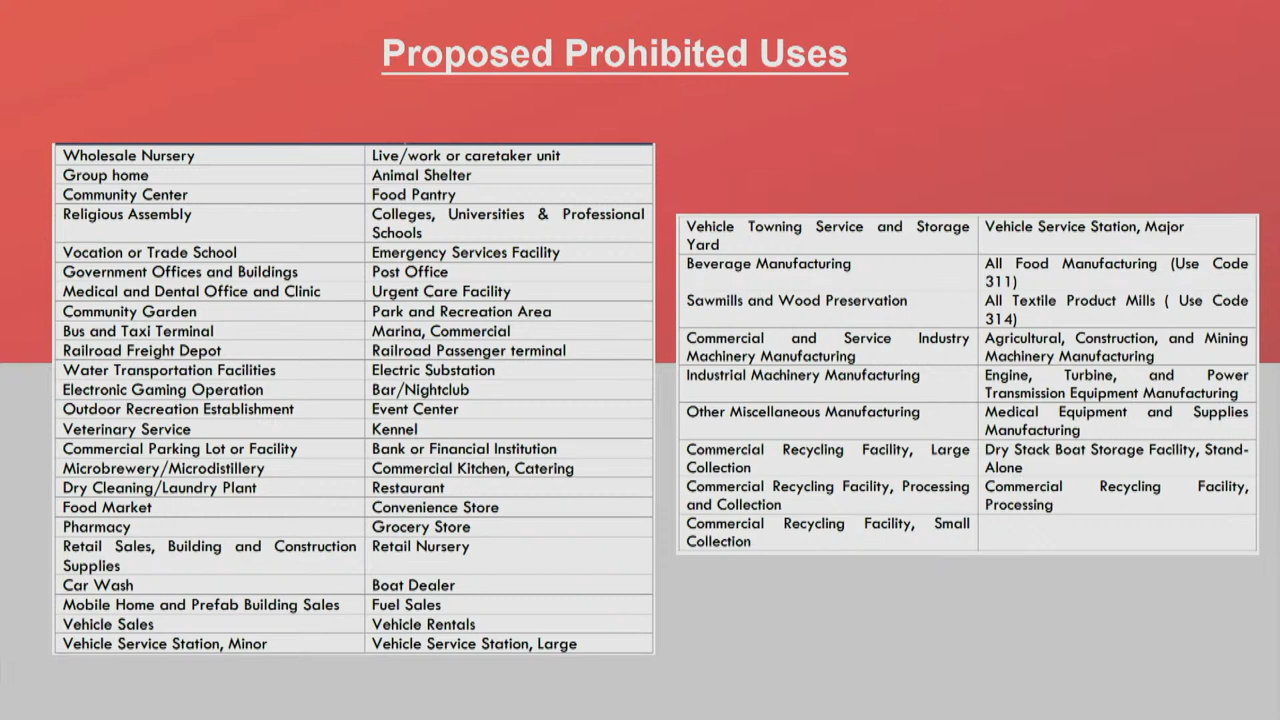 Proposed Prohibited Uses
Wholesale Nursery
Live/work or caretaker unit
Group home
Animal Shelter
Community Center
Food Pantry
Religious Assembly
Colleges, Universities & Professional
Schools
Vocation or Trade School
Emergency Services Facility
Government Offices and Buildings
Post Office
Medical and Dental Office and Clinic
Urgent Care Facility
Community Garden
Park and Recreation Area
Bus and Taxi Terminal
Marina, Commercial
Railroad Freight Depot
Railroad Passenger terminal
Water Transportation Facilities
Electric Substation
Electronic Gaming Operation
Bar/Nightclub
Outdoor Recreation Establishment
Event Center
Veterinary Service
Kennel
Commercial Parking Lot or Facility
Bank or Financial Institution
Microbrewery/Microdistillery
Commercial Kitchen, Catering
Dry Cleaning/Laundry Plant
Restaurant
Food Market
Convenience Store
Pharmacy
Grocery Store
Retail Sales, Building and Construction
Supplies
Retail Nursery
Car Wash
Boat Dealer
Mobile Home and Prefab Building Sales
Fuel Sales
Vehicle Sales
Vehicle Rentals
Vehicle Service Station, Minor
Vehicle Service Station, Large
Vehicle Towning Service and Storage
Yard
Vehicle Service Station, Major
Beverage Manufacturing
All Food Manufacturing (Use Code
311)
Sawmills and Wood Preservation
All Textile Product Mills ( Use Code
314)
Commercial and Service Industry
Machinery Manufacturing
Agricultural, Construction, and Mining
Machinery Manufacturing
Industrial Machinery Manufacturing
Engine, Turbine, and Power
Transmission Equipment Manufacturing
Other Miscellaneous Manufacturing
Medical Equipment and Supplies
Manufacturing
Commercial Recycling Facility, Large
Collection
Dry Stack Boat Storage Facility, Stand-
Alone
Commercial Recycling Facility, Processing
and Collection
Commercial Recycling Facility,
Processing
Commercial Recycling Facility, Small
Collection